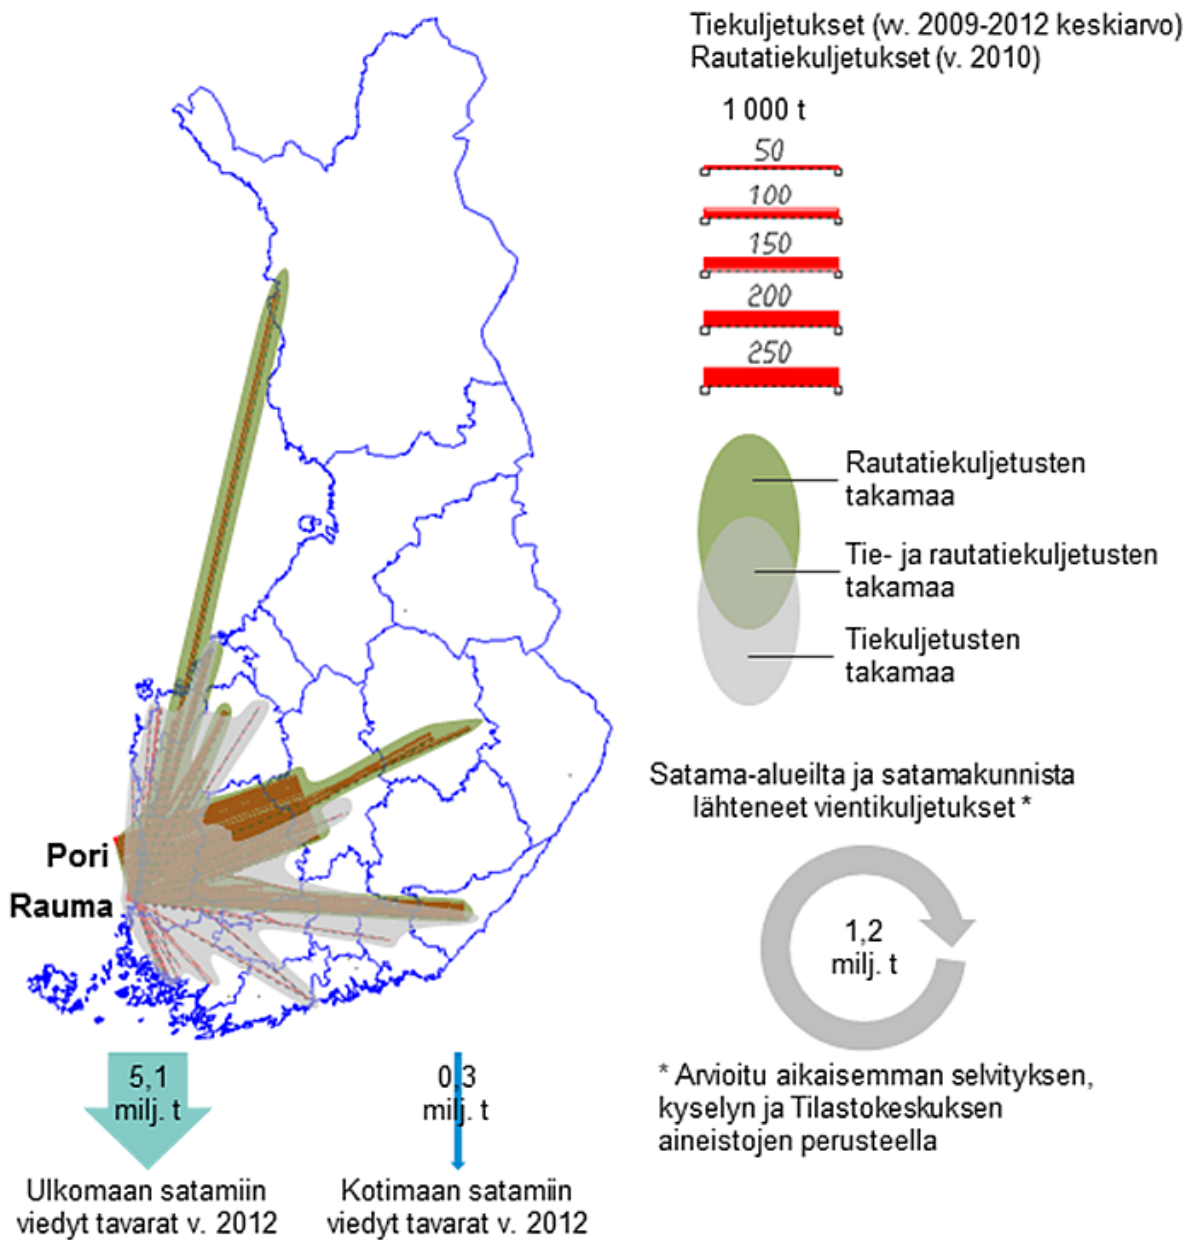 Tiekuljetukset (vv. 2009-2012 keskiarvo)
Rautatiekuljetukset (v. 2010)
1 000 t
50
100
150
200
250
Rautatiekuljetusten
takamaa
Tie- ja rautatiekuljetusten
takamaa
Tiekuljetusten
takamaa
Pori
Rauma
Satama-alueilta ja satamakunnista
lähteneet vientikuljetukset *
1,2
milj. t
* Arvioitu aikaisemman selvityksen,
kyselyn ja Tilastokeskuksen
aineistojen perusteella
5,1
milj. t
Ulkomaan satamiin
viedyt tavarat v. 2012
0,3
milj. t
Kotimaan satamiin
viedyt tavarat v. 2012